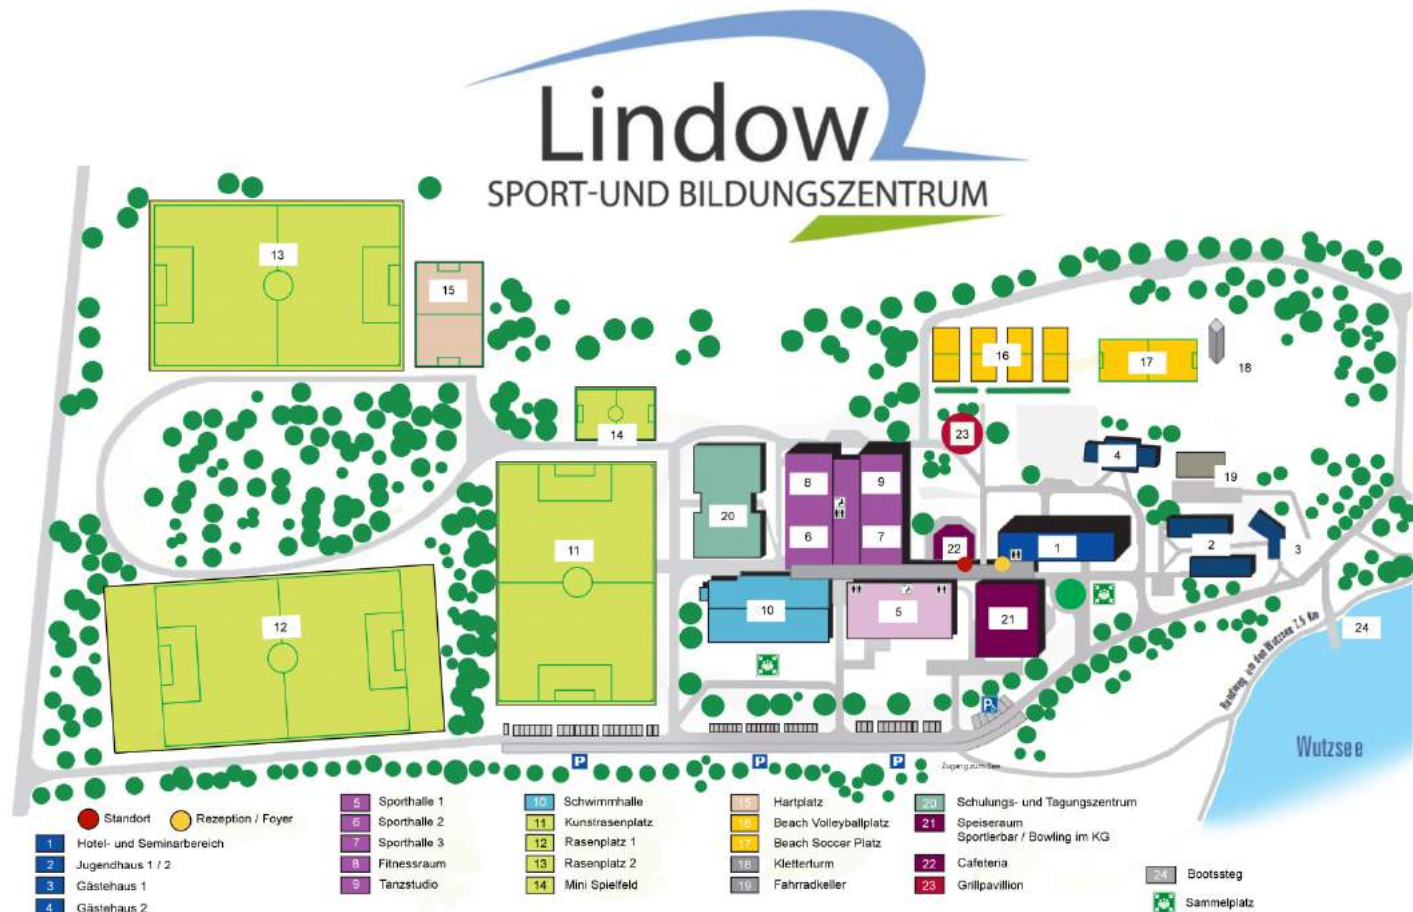 Lindow
SPORT-UND BILDUNGSZENTRUM
13
15
16
17
18
14
23
4
19
8
9
20
6
7
22
1
2
3
11
10
5
21
12
24
Rundweg um den Wutzsee 7,5 Km
Wutzsee
Zugang zum See
P
P
P
P
Standort
Rezeption / Foyer
1 Hotel- und Seminarbereich
2 Jugendhaus 1 / 2
3 Gästehaus 1
4 Gästehaus 2
5 Sporthalle 1
6 Sporthalle 2
7 Sporthalle 3
8 Fitnessraum
9 Tanzstudio
10 Schwimmhalle
11 Kunstrasenplatz
12 Rasenplatz 1
13 Rasenplatz 2
14 Mini Spielfeld
15 Hartplatz
16 Beach Volleyballplatz
17 Beach Soccer Platz
18 Kletterturm
19 Fahrradkeller
20 Schulungs- und Tagungszentrum
21 Speiseraum
Sportlerbar / Bowling im KG
22 Cafeteria
23 Grillpavillion
24 Bootssteg
Sammelplatz